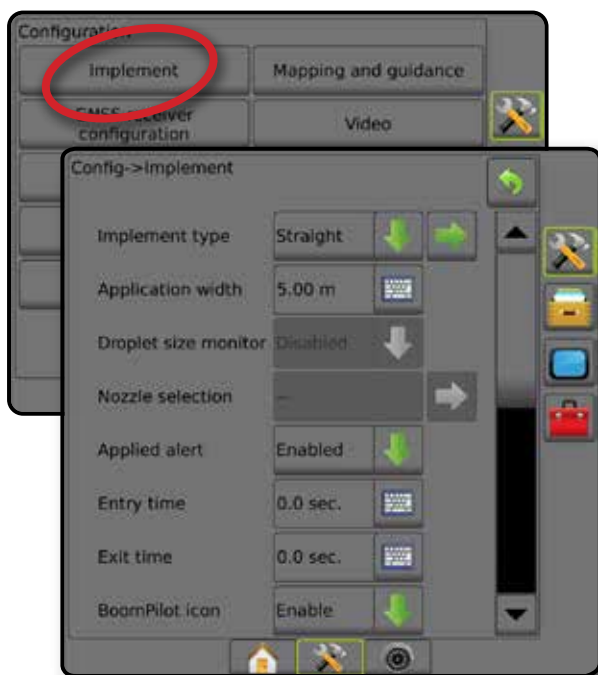 Configuration
Implement
Mapping and guidance
GNSS receiver
configuration
Video
Config->Implement
Implement type
Straight
Application width
5.00 m
Droplet size monitor
Disabled
Nozzle selection
--
Applied alert
Enabled
Entry time
0.0 sec.
Exit time
0.0 sec.
BoomPilot icon
Enable